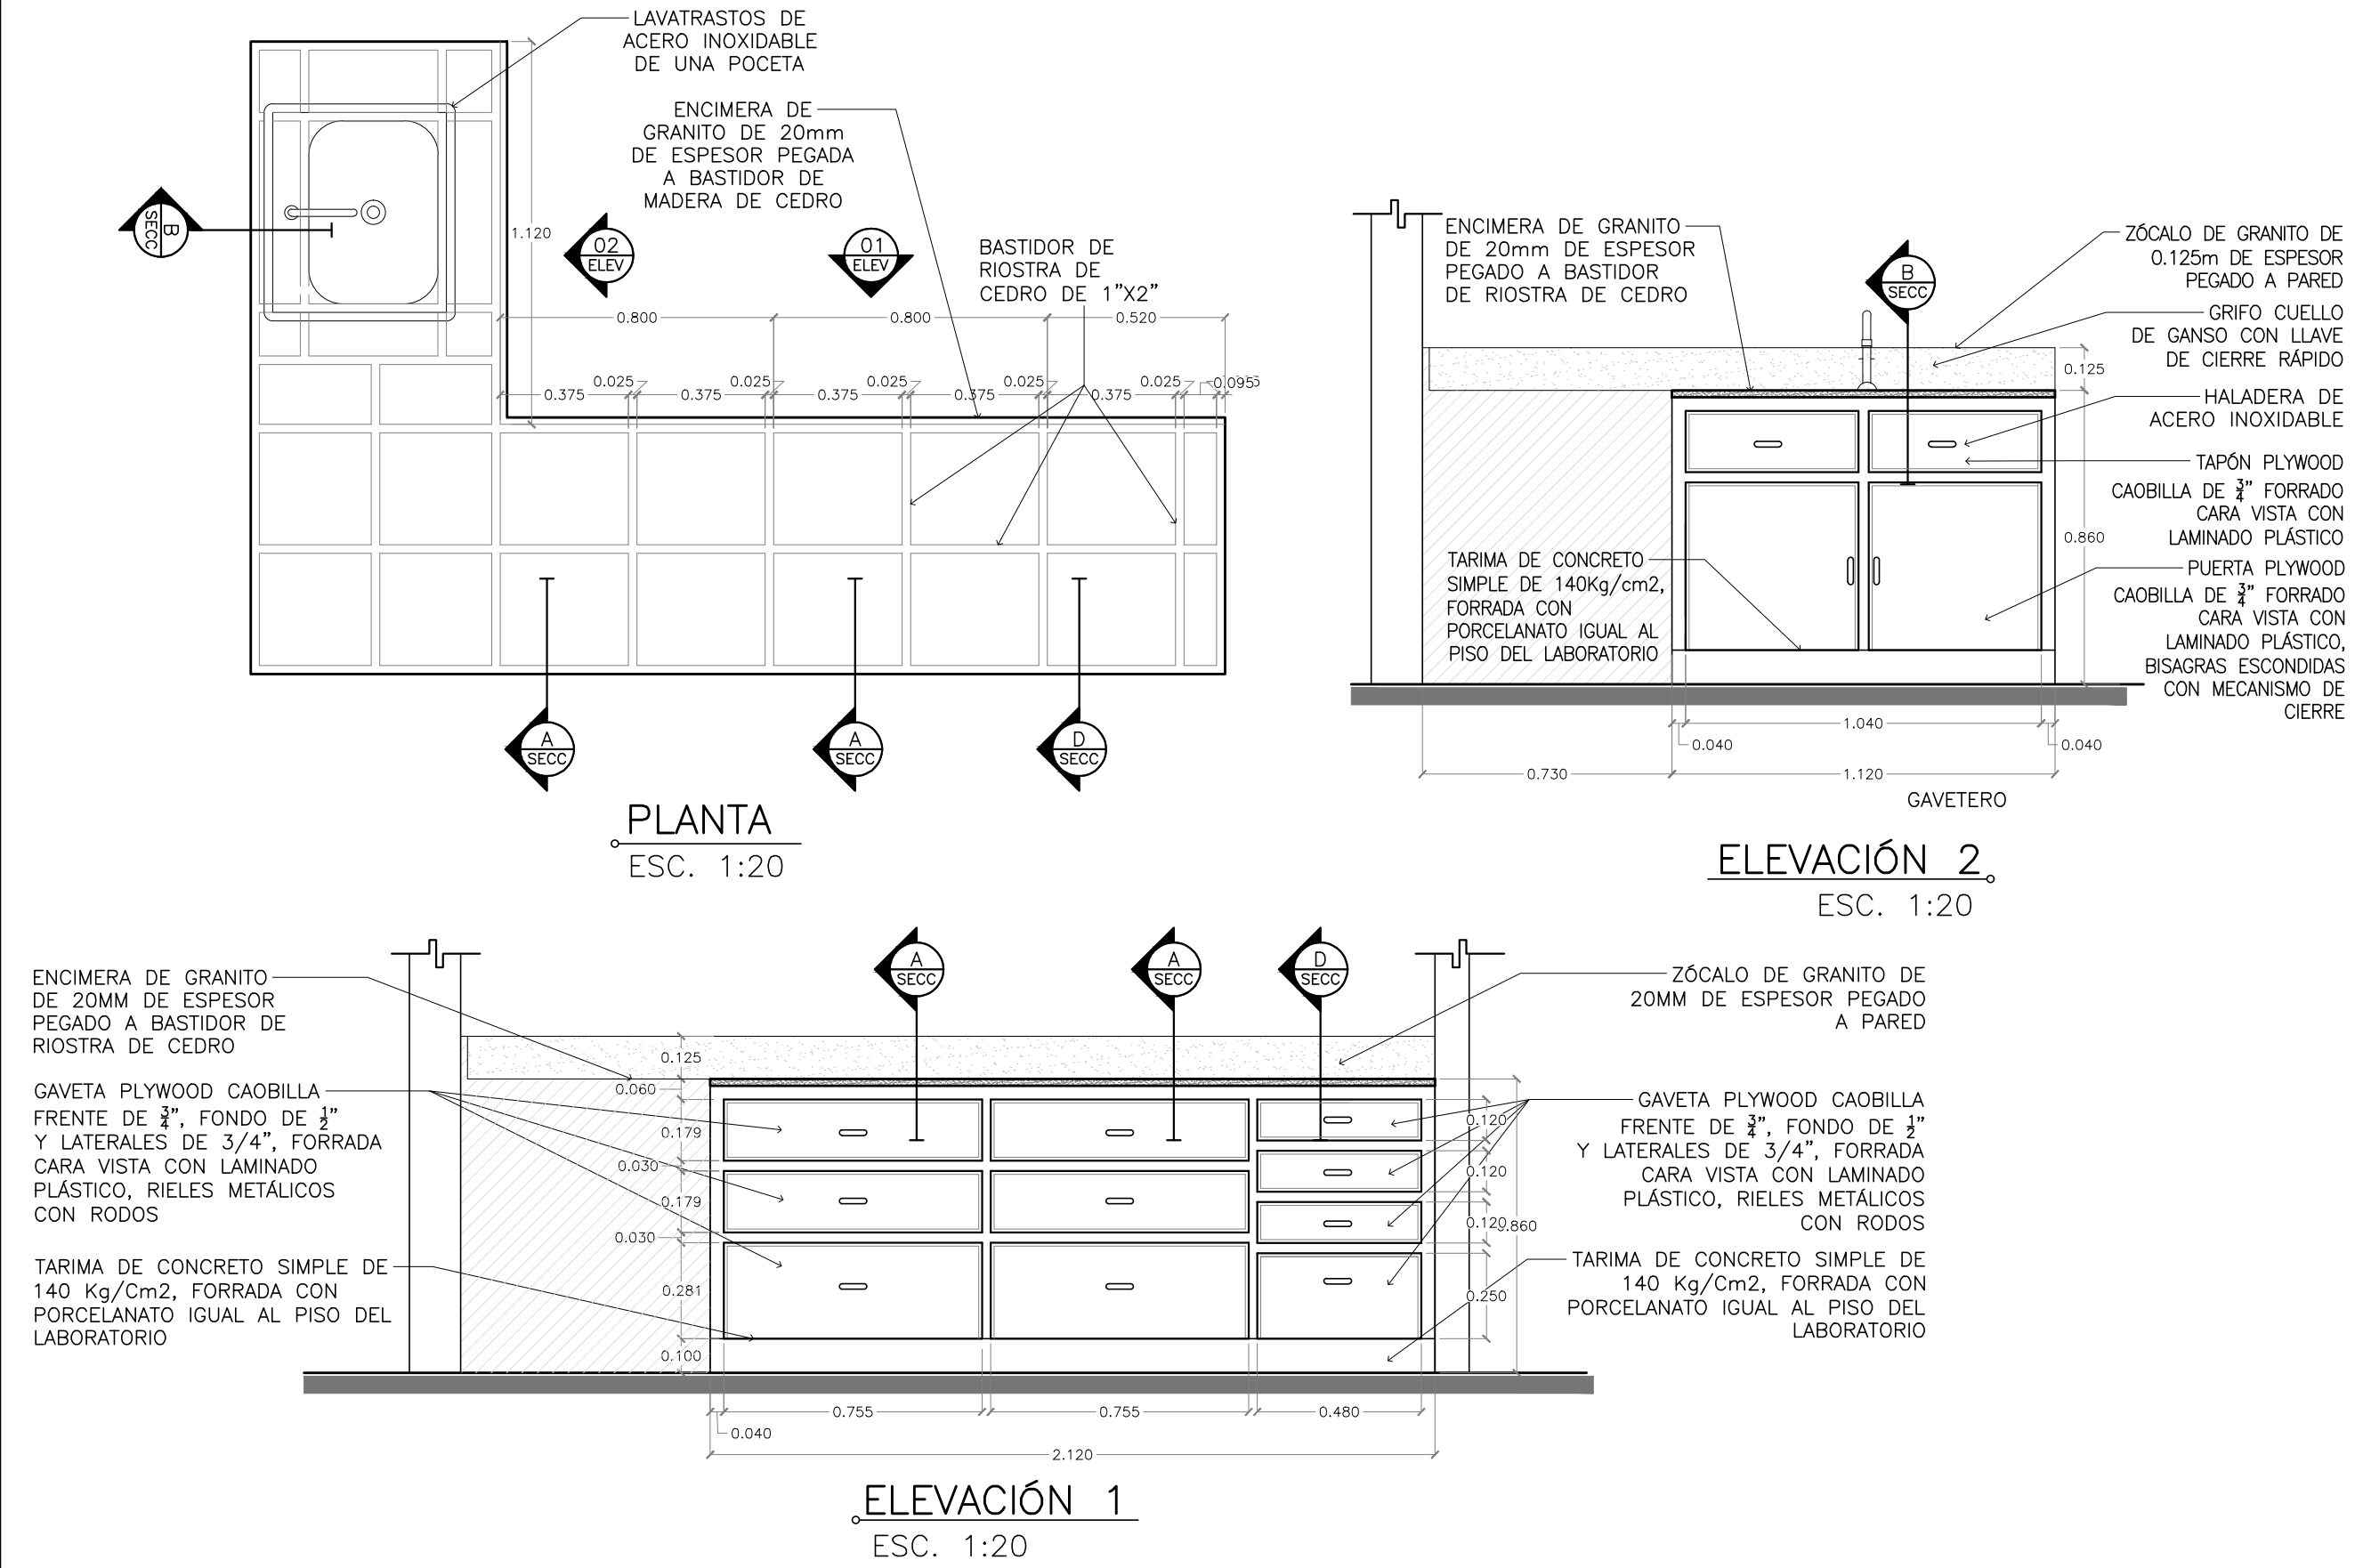 LAVATRASTOS DE
ACERO INOXIDABLE
DE UNA POCETA
ENCIMERA DE
GRANITO DE 20mm
DE ESPESOR PEGADA
A BASTIDOR DE
MADERA DE CEDRO
B
SECC
1.120
02
ELEV
01
ELEV
BASTIDOR DE
RIOSTRA DE
CEDRO DE 1"X2"
0.800
0.800
0.520
0.025
0.025
0.025
0.025
0.025
0.095
0.375
0.375
0.375
0.375
0.375
A
SECC
A
SECC
D
SECC
PLANTA
ESC. 1:20
ENCIMERA DE GRANITO
DE 20mm DE ESPESOR
PEGADO A BASTIDOR
DE RIOSTRA DE CEDRO
B
SECC
ZÓCALO DE GRANITO DE
0.125m DE ESPESOR
PEGADO A PARED
GRIFO CUELLO
DE GANSO CON LLAVE
DE CIERRE RÁPIDO
0.125
HALADERA DE
ACERO INOXIDABLE
TAPÓN PLYWOOD
CAOBILLA DE 3/4" FORRADO
CARA VISTA CON
LAMINADO PLÁSTICO
0.860
PUERTA PLYWOOD
CAOBILLA DE 3/4" FORRADO
CARA VISTA CON
LAMINADO PLÁSTICO,
BISAGRAS ESCONDIDAS
CON MECANISMO DE
CIERRE
TARIMA DE CONCRETO
SIMPLE DE 140Kg/cm2,
FORRADA CON
PORCELANATO IGUAL AL
PISO DEL LABORATORIO
1.040
0.040
0.040
0.730
1.120
GAVETERO
ELEVACIÓN 2
ESC. 1:20
ENCIMERA DE GRANITO
DE 20MM DE ESPESOR
PEGADO A BASTIDOR DE
RIOSTRA DE CEDRO
GAVETA PLYWOOD CAOBILLA
FRENTE DE 3/4", FONDO DE 1/2"
Y LATERALES DE 3/4", FORRADA
CARA VISTA CON LAMINADO
PLÁSTICO, RIELES METÁLICOS
CON RODOS
TARIMA DE CONCRETO SIMPLE DE
140 Kg/Cm2, FORRADA CON
PORCELANATO IGUAL AL PISO DEL
LABORATORIO
A
SECC
A
SECC
D
SECC
0.125
0.060
0.179
0.030
0.179
0.030
0.281
0.100
0.120
0.120
0.120
0.860
0.250
ZÓCALO DE GRANITO DE
20MM DE ESPESOR PEGADO
A PARED
GAVETA PLYWOOD CAOBILLA
FRENTE DE 3/4", FONDO DE 1/2"
Y LATERALES DE 3/4", FORRADA
CARA VISTA CON LAMINADO
PLÁSTICO, RIELES METÁLICOS
CON RODOS
TARIMA DE CONCRETO SIMPLE DE
140 Kg/Cm2, FORRADA CON
PORCELANATO IGUAL AL PISO DEL
LABORATORIO
0.755
0.755
0.480
0.040
2.120
ELEVACIÓN 1
ESC. 1:20